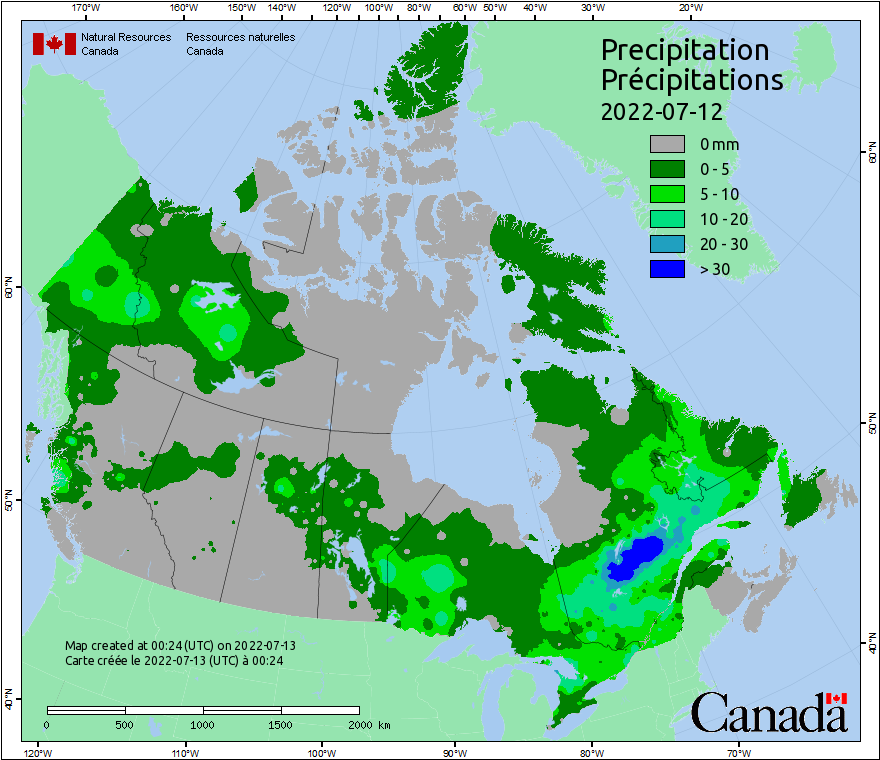 170°W 160°W 150°W 140°W 120°W 100°W 80°W 60°W 50°W 40°W 30°W 20°W
Natural Resources Canada
Ressources naturelles Canada
Precipitation
Précipitations
2022-07-12
0 mm
0 - 5
5 - 10
10 - 20
20 - 30
> 30
60°N
50°N
40°N
60°N
50°N
40°N
Map created at 00:24 (UTC) on 2022-07-13
Carte créée le 2022-07-13 (UTC) à 00:24
0 500 1000 1500 2000 km
Canada
120°W 110°W 100°W 90°W 80°W 70°W